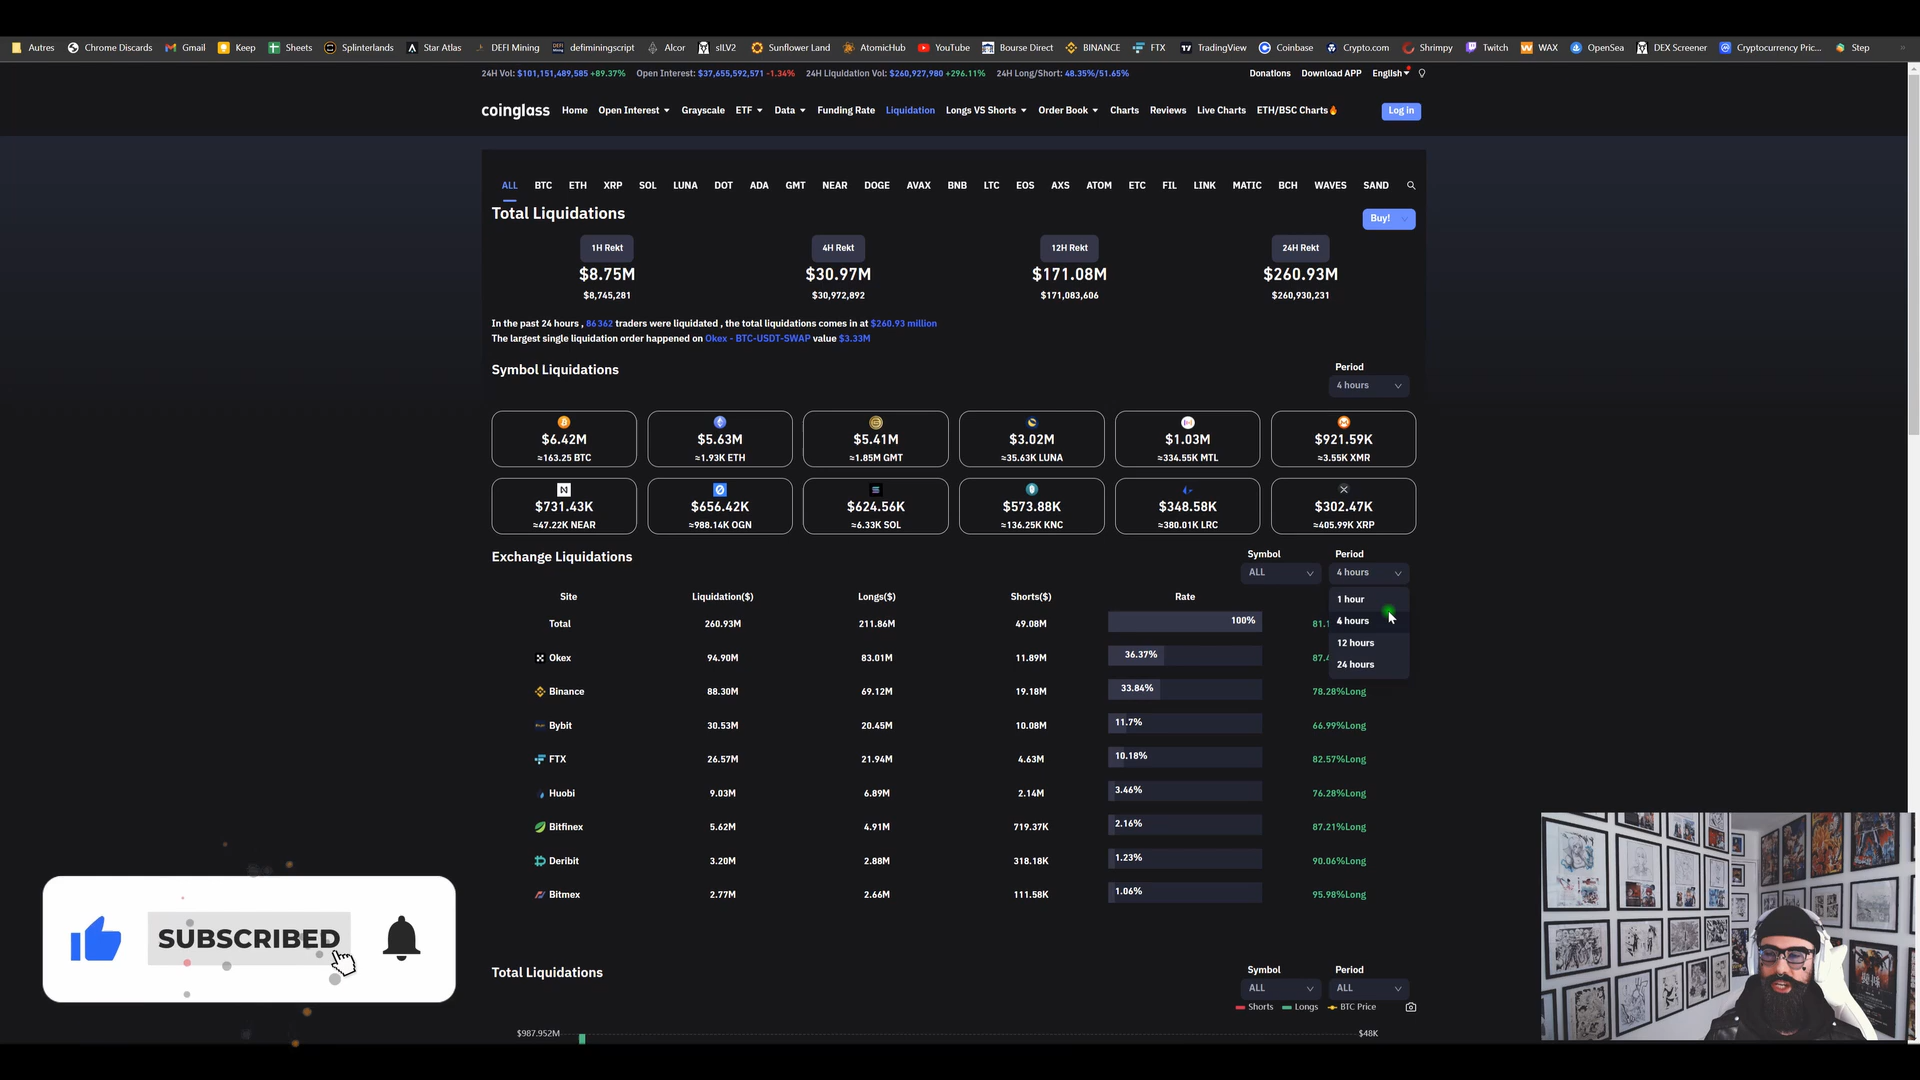 Autres Chrome Discards Gmail Keep Sheets Splinterlands Star Atlas DEFI Mining defiminingscript Alcor sILV2 Sunflower Land AtomicHub YouTube Bourse Direct BINANCE FTX TradingView Coinbase Crypto.com Shrimpy Twitch WAX OpenSea DEX Screener Cryptocurrency Pric... Step »
24H Vol: $101,151,489,585 +89.37% Open Interest: $37,655,592,571 -1.34% 24H Liquidation Vol: $260,927,980 +296.11% 24H Long/Short: 48.35%/51.65% Donations Download APP English
coinglass Home Open Interest Grayscale ETF Data Funding Rate Liquidation Longs VS Shorts Order Book Charts Reviews Live Charts ETH/BSC Charts Log in
ALL BTC ETH XRP SOL LUNA DOT ADA GMT NEAR DOGE AVAX BNB LTC EOS AXS ATOM ETC FIL LINK MATIC BCH WAVES SAND
Total Liquidations
Buy!
1H Rekt 4H Rekt 12H Rekt 24H Rekt
$8.75M $30.97M $171.08M $260.93M
$8,745,281 $30,972,892 $171,083,606 $260,930,231
In the past 24 hours , 86 362 traders were liquidated , the total liquidations comes in at $260.93 million
The largest single liquidation order happened on Okex - BTC-USDT-SWAP value $3.33M
Symbol Liquidations
Period
4 hours
$6.42M $5.63M $5.41M $3.02M $1.03M $921.59K
≈163.25 BTC ≈1.93K ETH ≈1.85M GMT ≈35.63K LUNA ≈334.55K MTL ≈3.55K XMR
$731.43K $656.42K $624.56K $573.88K $348.58K $302.47K
≈47.22K NEAR ≈988.14K OGN ≈6.33K SOL ≈136.25K KNC ≈380.01K LRC ≈405.99K XRP
Exchange Liquidations
Symbol Period
ALL 4 hours
1 hour
4 hours
12 hours
24 hours
Site Liquidation($) Longs($) Shorts($) Rate
Total 260.93M 211.86M 49.08M 100% 81.1
Okex 94.90M 83.01M 11.89M 36.37% 87.4
Binance 88.30M 69.12M 19.18M 33.84% 78.28%Long
Bybit 30.53M 20.45M 10.08M 11.7% 66.99%Long
FTX 26.57M 21.94M 4.63M 10.18% 82.57%Long
Huobi 9.03M 6.89M 2.14M 3.46% 76.28%Long
Bitfinex 5.62M 4.91M 719.37K 2.16% 87.21%Long
Deribit 3.20M 2.88M 318.18K 1.23% 90.06%Long
Bitmex 2.77M 2.66M 111.58K 1.06% 95.98%Long
SUBSCRIBED
Total Liquidations
Symbol Period
ALL ALL
Shorts Longs BTC Price
$987.952M $48K